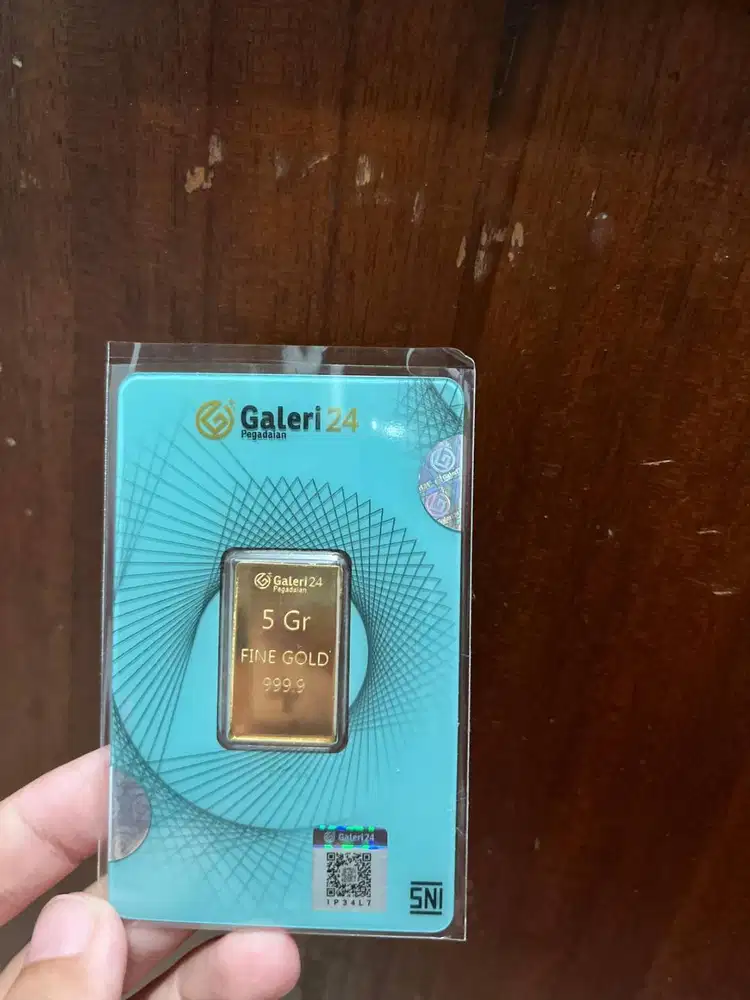 Galeri 24
Pegadaian
Galeri 24
Pegadaian
5 Gr
FINE GOLD
999.9
Galeri 24
1P34L7
SNI